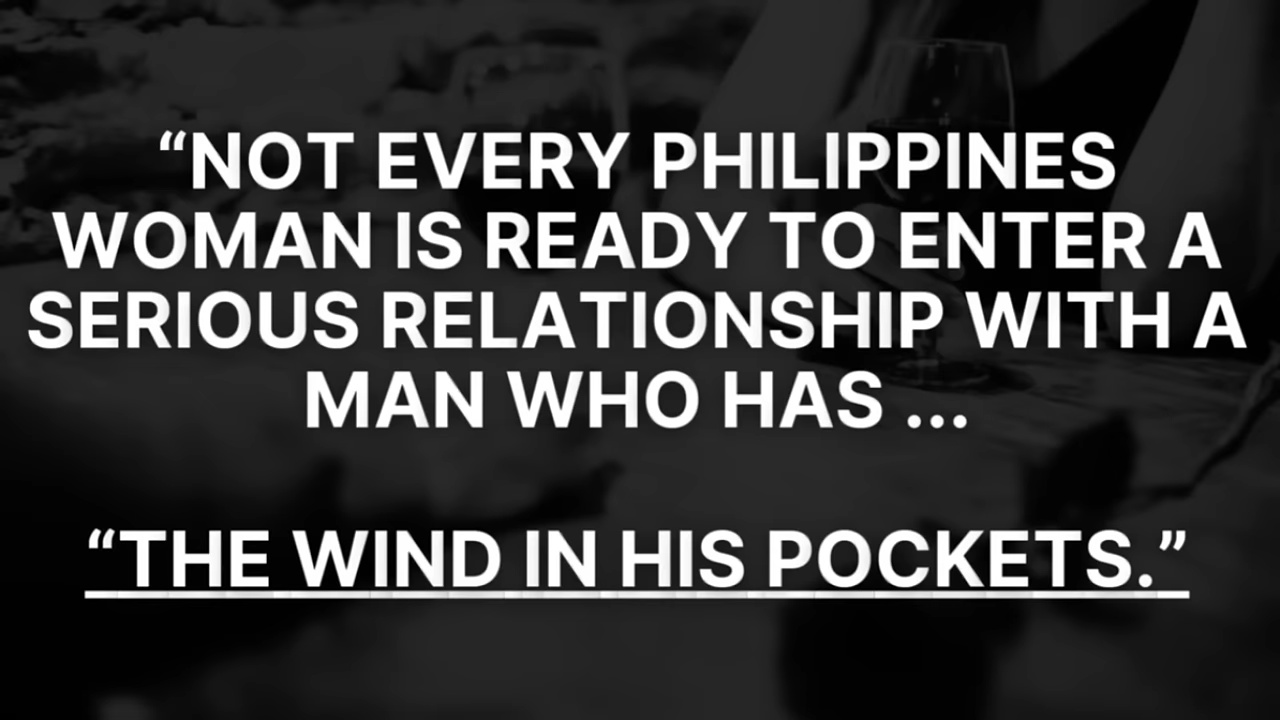 “NOT EVERY PHILIPPINES
WOMAN IS READY TO ENTER A
SERIOUS RELATIONSHIP WITH A
MAN WHO HAS ...
“THE WIND IN HIS POCKETS.”